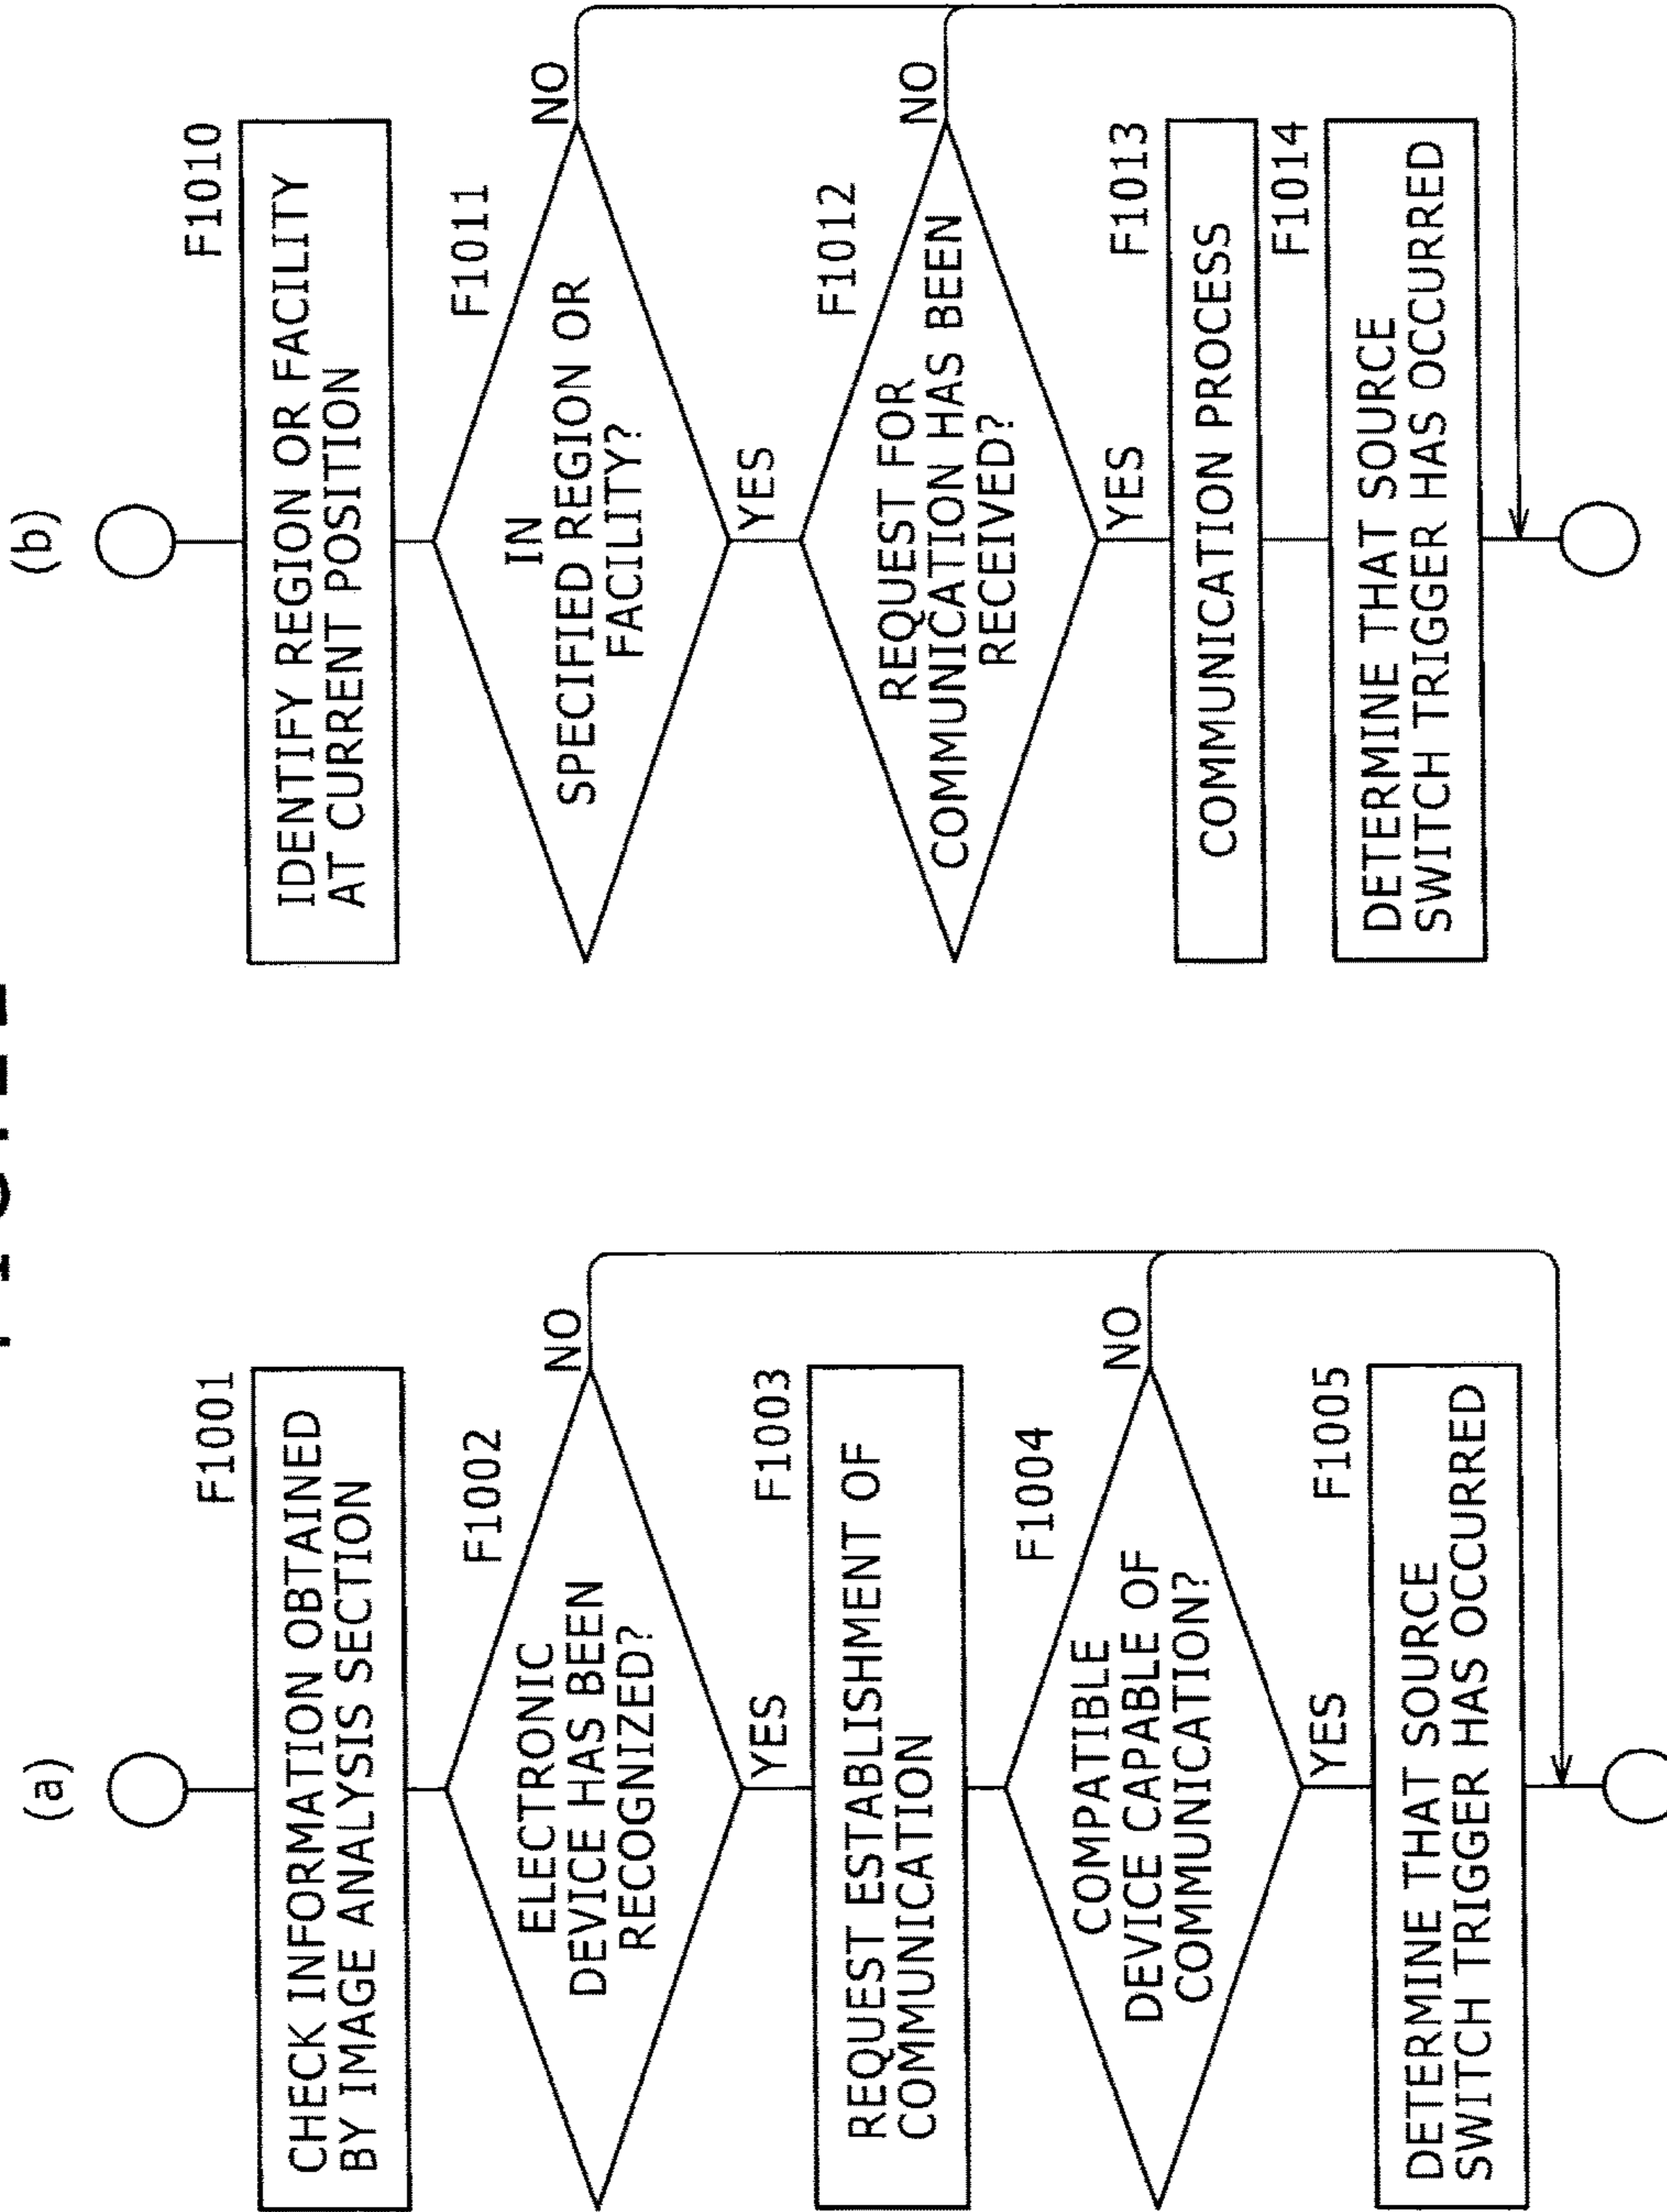 (a)
F1001
CHECK INFORMATION OBTAINED
BY IMAGE ANALYSIS SECTION
F1002
ELECTRONIC
DEVICE HAS BEEN
RECOGNIZED?
NO
YES
F1003
REQUEST ESTABLISHMENT OF
COMMUNICATION
F1004
COMPATIBLE
DEVICE CAPABLE OF
COMMUNICATION?
NO
YES
F1005
DETERMINE THAT SOURCE
SWITCH TRIGGER HAS OCCURRED
(b)
F1010
IDENTIFY REGION OR FACILITY
AT CURRENT POSITION
F1011
IN
SPECIFIED REGION OR
FACILITY?
NO
YES
F1012
REQUEST FOR
COMMUNICATION HAS BEEN
RECEIVED?
NO
YES
F1013
COMMUNICATION PROCESS
F1014
DETERMINE THAT SOURCE
SWITCH TRIGGER HAS OCCURRED